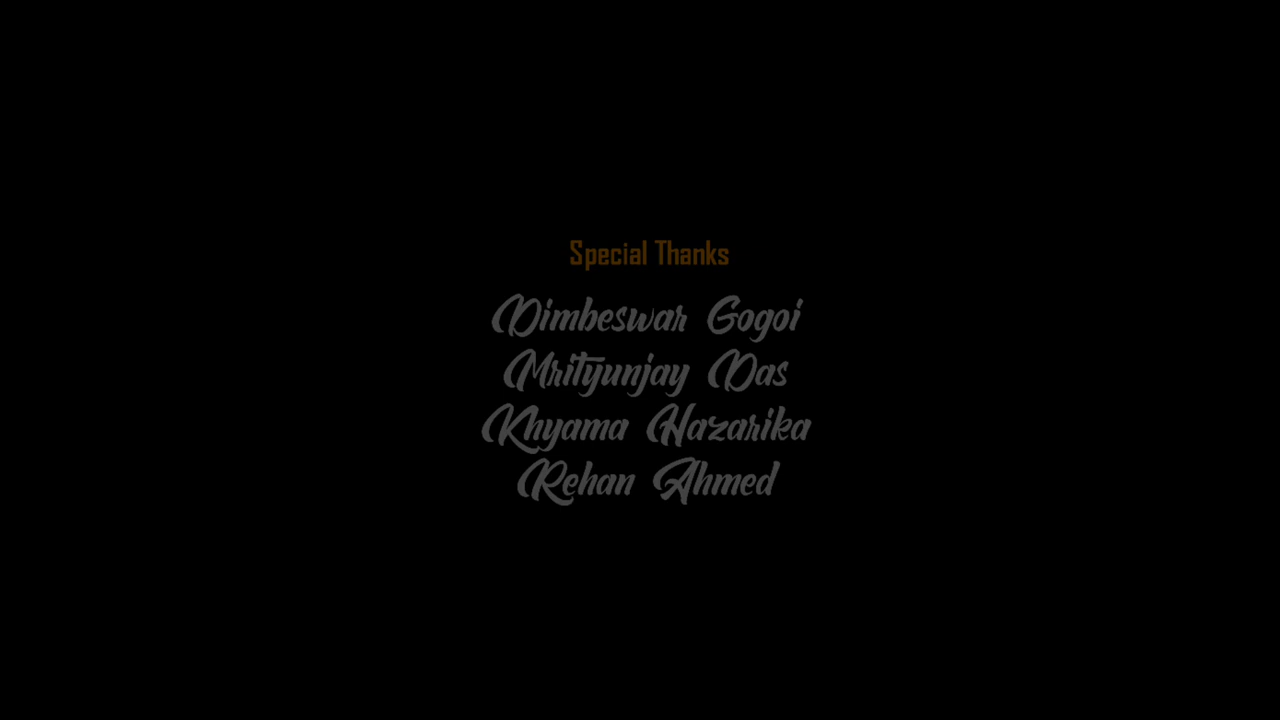 Special Thanks
Dimbeswar Gogoi
Mrityunjay Das
Khyama Hazarika
Rehan Ahmed